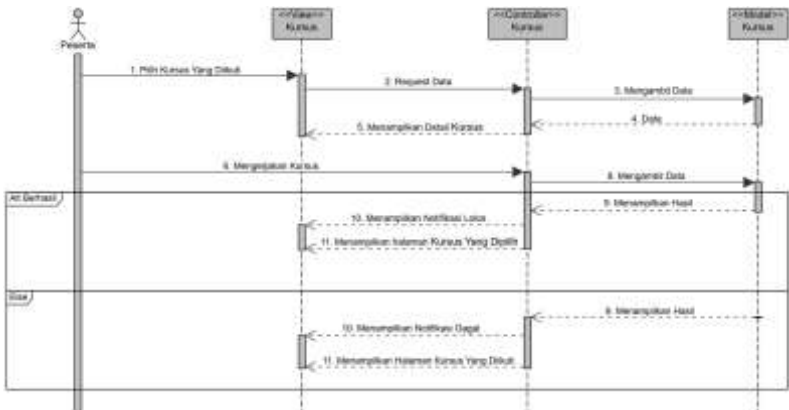 <<View>>
Kursus
<<Controller>>
Kursus
<<Model>>
Kursus
Peserta
1. Pilih Kursus Yang Diikuti
2. Request Data
3. Mengambil Data
4. Data
5. Menampilkan Detail Kursus
6. Mengerjakan Kursus
8. Mengambil Data
Alt Berhasil
9. Menampilkan Hasil
10. Menampilkan Notifikasi Lolos
11. Menampilkan halaman Kursus Yang Dipilih
Else
9. Menampilkan Hasil
10. Menampilkan Notifikasi Gagal
11. Menampilkan Halaman Kursus Yang Diikuti